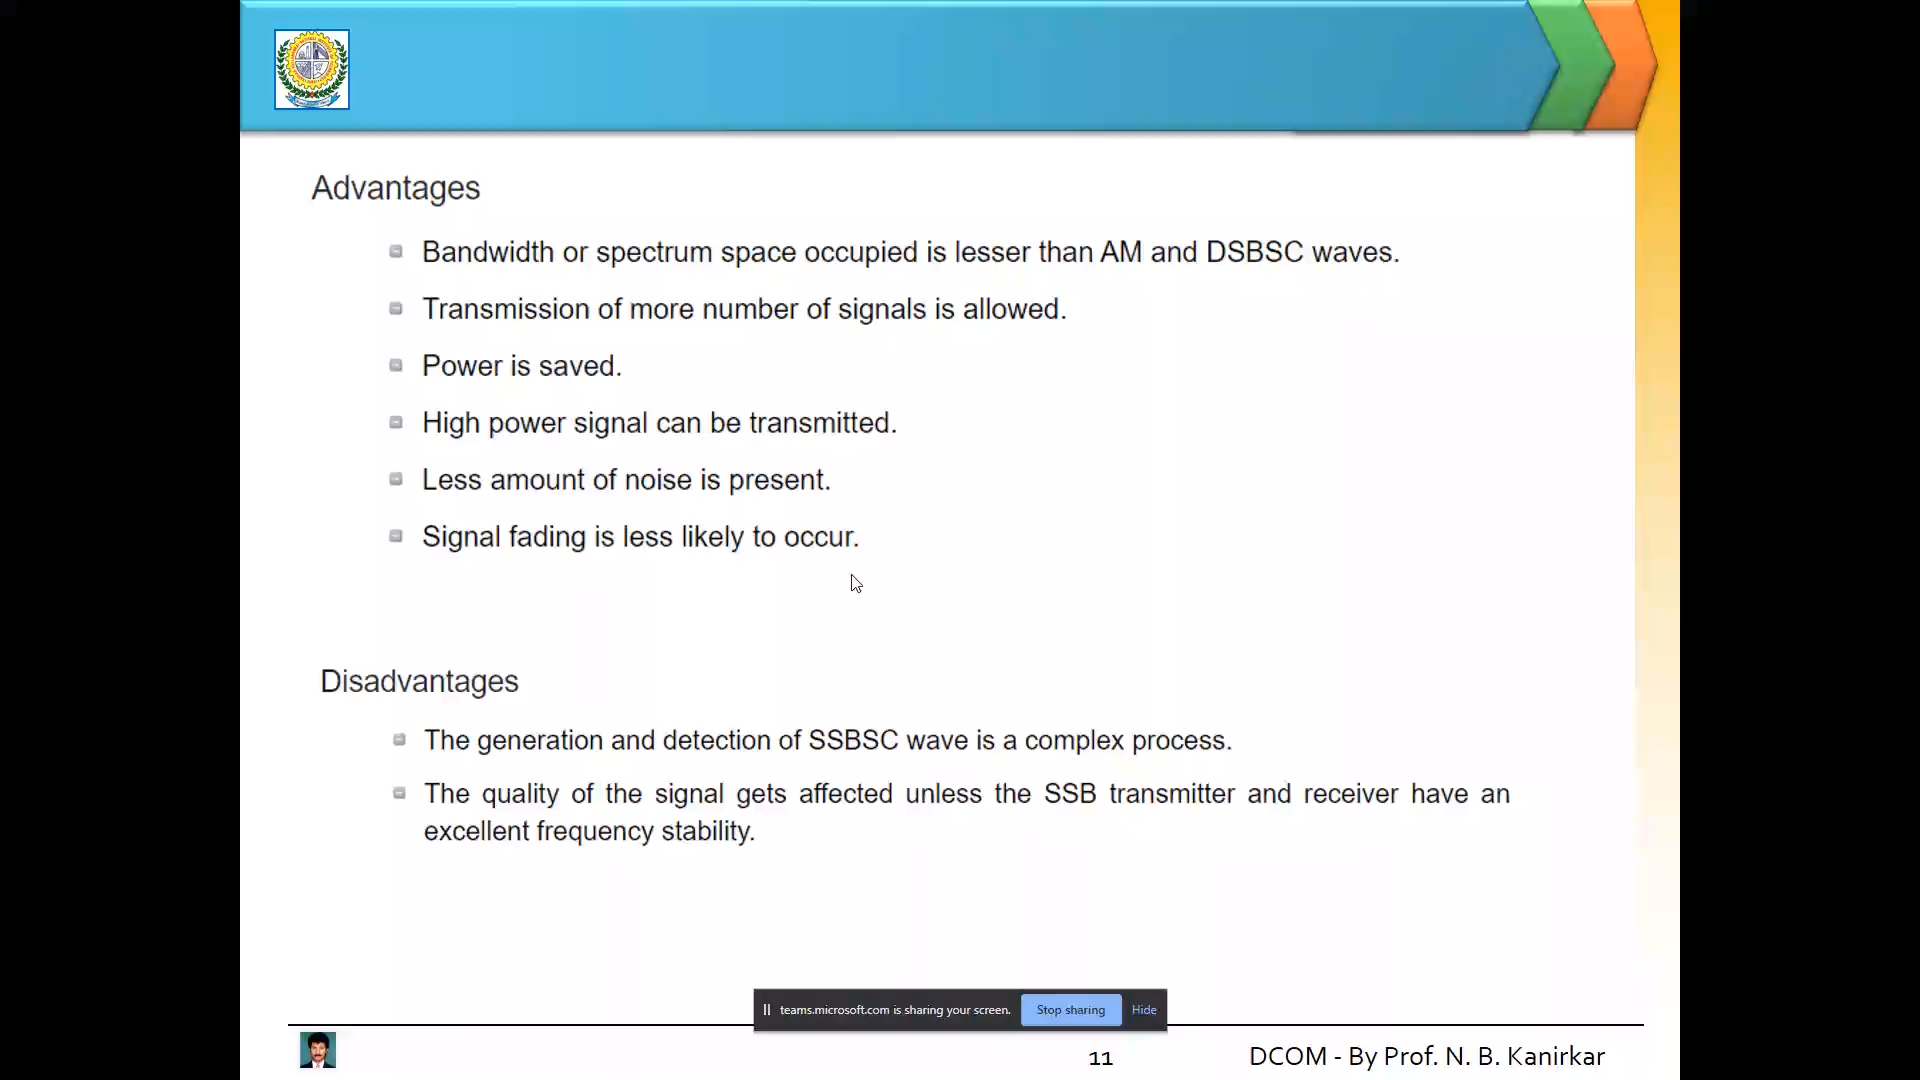 Advantages
Bandwidth or spectrum space occupied is lesser than AM and DSBSC waves.
Transmission of more number of signals is allowed.
Power is saved.
High power signal can be transmitted.
Less amount of noise is present.
Signal fading is less likely to occur.
Disadvantages
The generation and detection of SSBSC wave is a complex process.
The quality of the signal gets affected unless the SSB transmitter and receiver have an
excellent frequency stability.
teams.microsoft.com is sharing your screen. Stop sharing Hide
11 DCOM - By Prof. N. B. Kanirkar